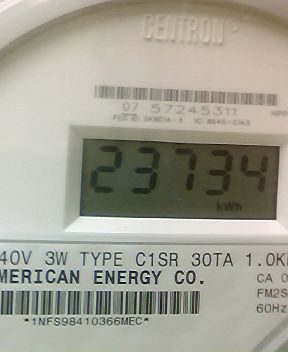 CENTRON®
07 57245311
23734
kWh
40V 3W TYPE C1SR 30TA 1.0K
MERICAN ENERGY CO.
CA 0
FM2S
60Hz
*1NFS98410366MEC*